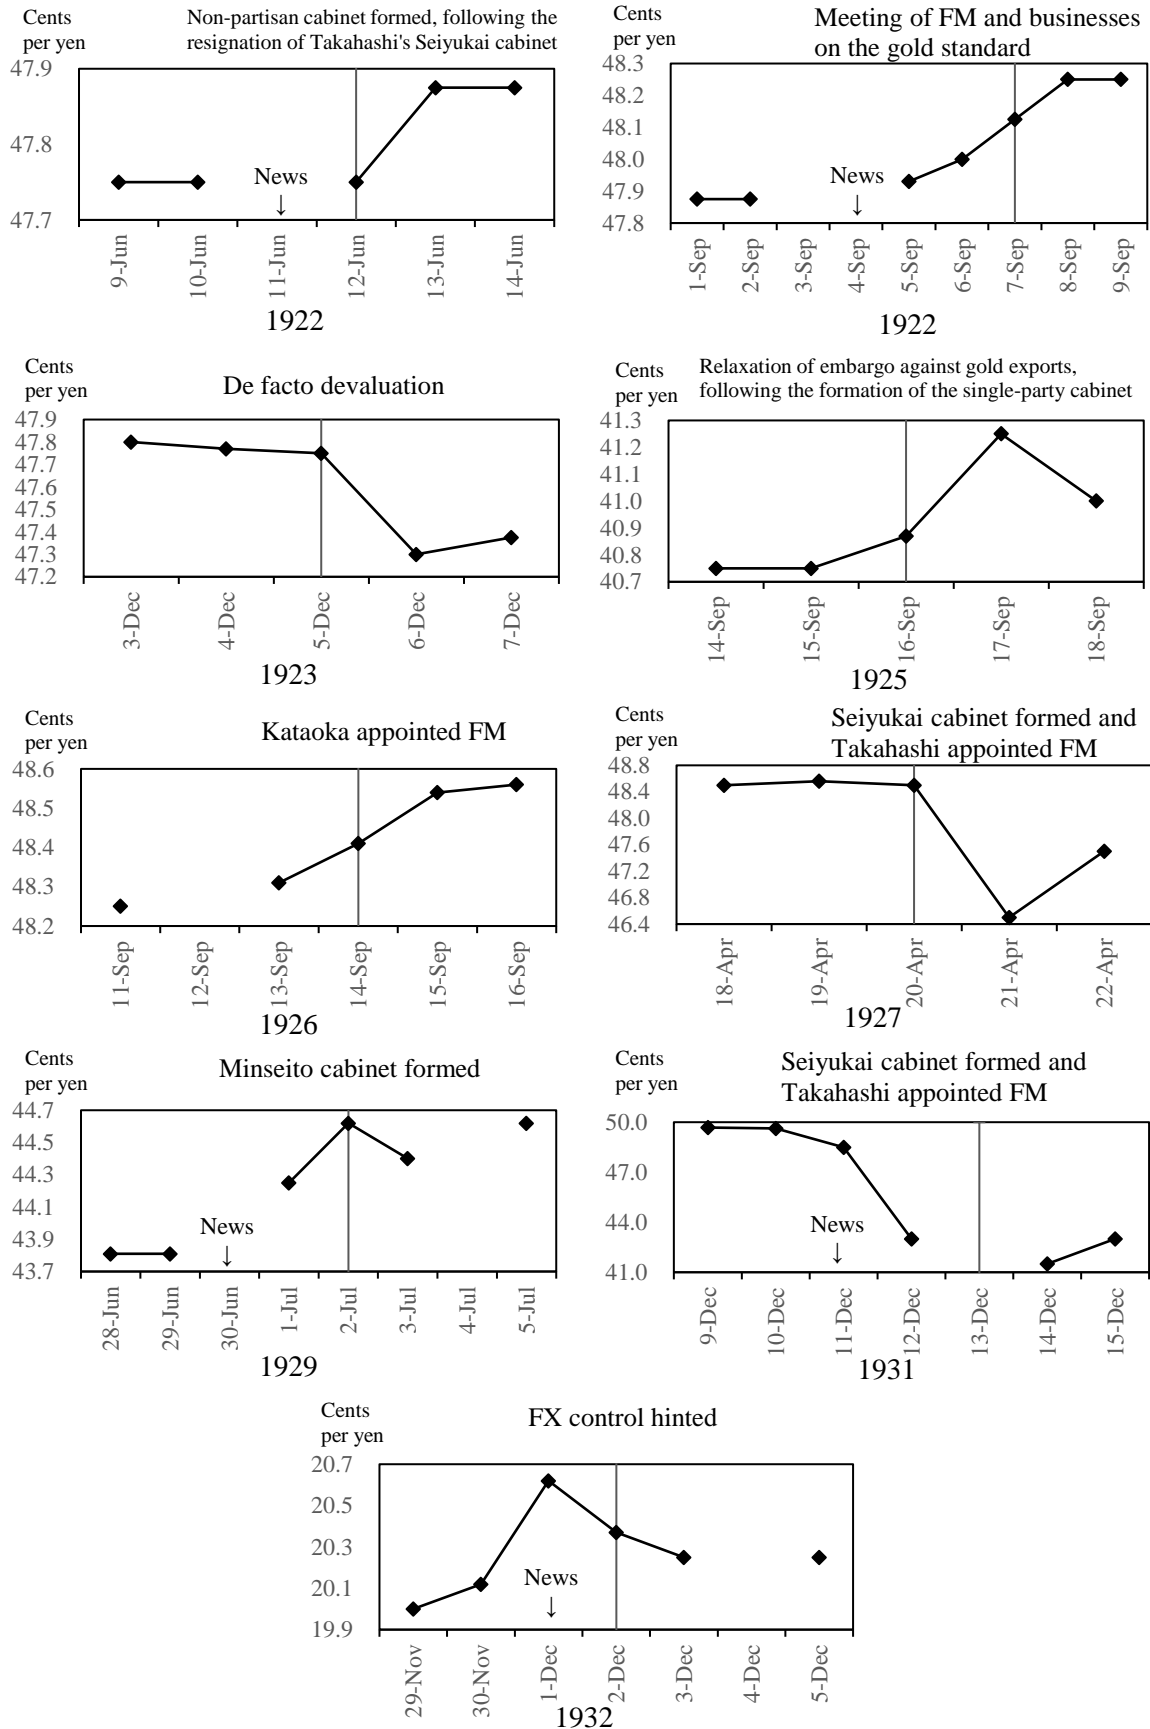 Cents
per yen
Non-partisan cabinet formed, following the
resignation of Takahashi's Seiyukai cabinet
47.9
47.8
47.7
News
↓
9-Jun
10-Jun
11-Jun
12-Jun
13-Jun
14-Jun
1922
Cents
per yen
Meeting of FM and businesses
on the gold standard
48.3
48.2
48.1
48.0
47.9
47.8
News
↓
1-Sep
2-Sep
3-Sep
4-Sep
5-Sep
6-Sep
7-Sep
8-Sep
9-Sep
1922
Cents
per yen
De facto devaluation
47.9
47.8
47.7
47.6
47.5
47.4
47.3
47.2
3-Dec
4-Dec
5-Dec
6-Dec
7-Dec
1923
Cents
per yen
Relaxation of embargo against gold exports,
following the formation of the single-party cabinet
41.3
41.2
41.1
41.0
40.9
40.8
40.7
14-Sep
15-Sep
16-Sep
17-Sep
18-Sep
1925
Cents
per yen
Kataoka appointed FM
48.6
48.5
48.4
48.3
48.2
11-Sep
12-Sep
13-Sep
14-Sep
15-Sep
16-Sep
1926
Cents
per yen
Seiyukai cabinet formed and
Takahashi appointed FM
48.8
48.4
48.0
47.6
47.2
46.8
46.4
18-Apr
19-Apr
20-Apr
21-Apr
22-Apr
1927
Cents
per yen
Minseito cabinet formed
44.7
44.5
44.3
44.1
43.9
43.7
News
↓
28-Jun
29-Jun
30-Jun
1-Jul
2-Jul
3-Jul
4-Jul
5-Jul
1929
Cents
per yen
Seiyukai cabinet formed and
Takahashi appointed FM
50.0
47.0
44.0
41.0
News
↓
9-Dec
10-Dec
11-Dec
12-Dec
13-Dec
14-Dec
15-Dec
1931
Cents
per yen
FX control hinted
20.7
20.5
20.3
20.1
19.9
News
↓
29-Nov
30-Nov
1-Dec
2-Dec
3-Dec
4-Dec
5-Dec
1932